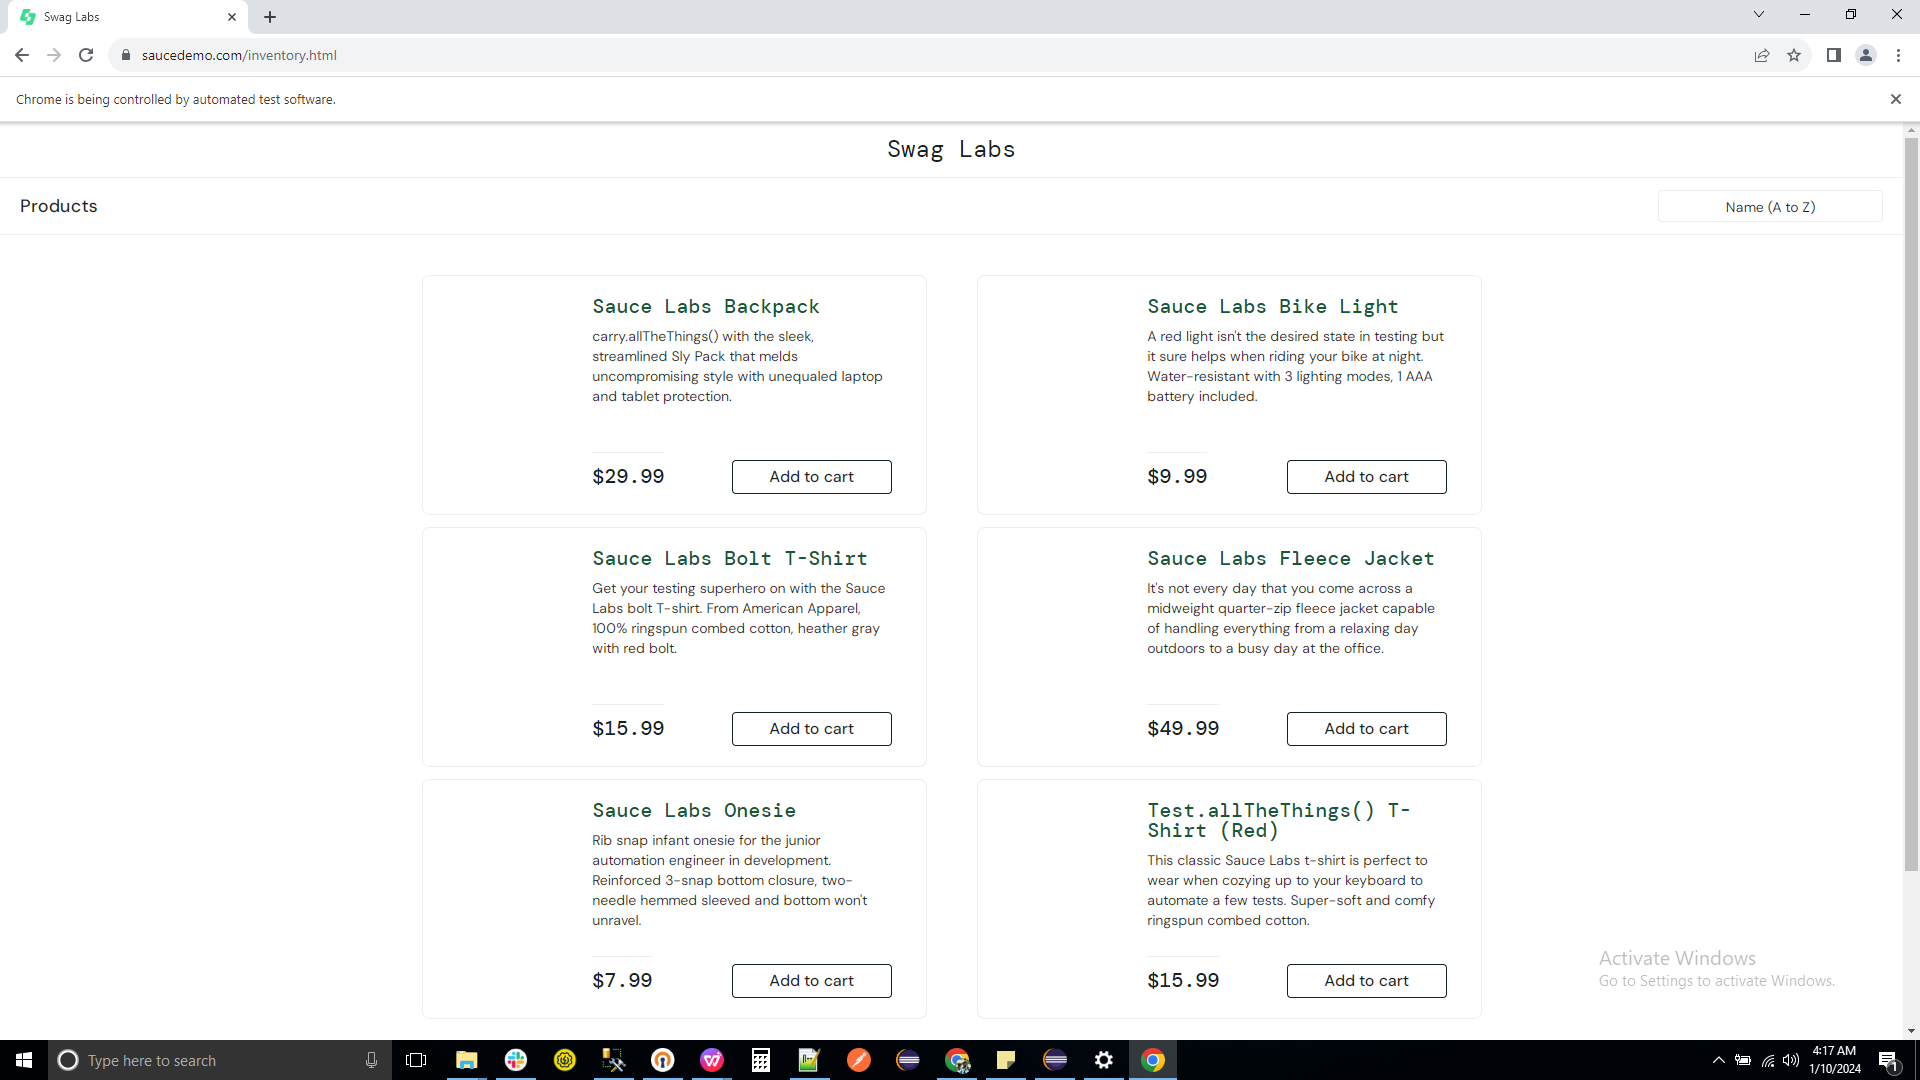 Swag Labs
saucedemo.com/inventory.html
Chrome is being controlled by automated test software.
Swag Labs
Products
Name (A to Z)
Sauce Labs Backpack
carry.allTheThings() with the sleek,
streamlined Sly Pack that melds
uncompromising style with unequaled laptop
and tablet protection.
$29.99
Add to cart
Sauce Labs Bike Light
A red light isn't the desired state in testing but
it sure helps when riding your bike at night.
Water-resistant with 3 lighting modes, 1 AAA
battery included.
$9.99
Add to cart
Sauce Labs Bolt T-Shirt
Get your testing superhero on with the Sauce
Labs bolt T-shirt. From American Apparel,
100% ringspun combed cotton, heather gray
with red bolt.
$15.99
Add to cart
Sauce Labs Fleece Jacket
It's not every day that you come across a
midweight quarter-zip fleece jacket capable
of handling everything from a relaxing day
outdoors to a busy day at the office.
$49.99
Add to cart
Sauce Labs Onesie
Rib snap infant onesie for the junior
automation engineer in development.
Reinforced 3-snap bottom closure, two-
needle hemmed sleeved and bottom won't
unravel.
$7.99
Add to cart
Test.allTheThings() T-
Shirt (Red)
This classic Sauce Labs t-shirt is perfect to
wear when cozying up to your keyboard to
automate a few tests. Super-soft and comfy
ringspun combed cotton.
$15.99
Add to cart
Activate Windows
Go to Settings to activate Windows.
Type here to search
4:17 AM
1/10/2024
1